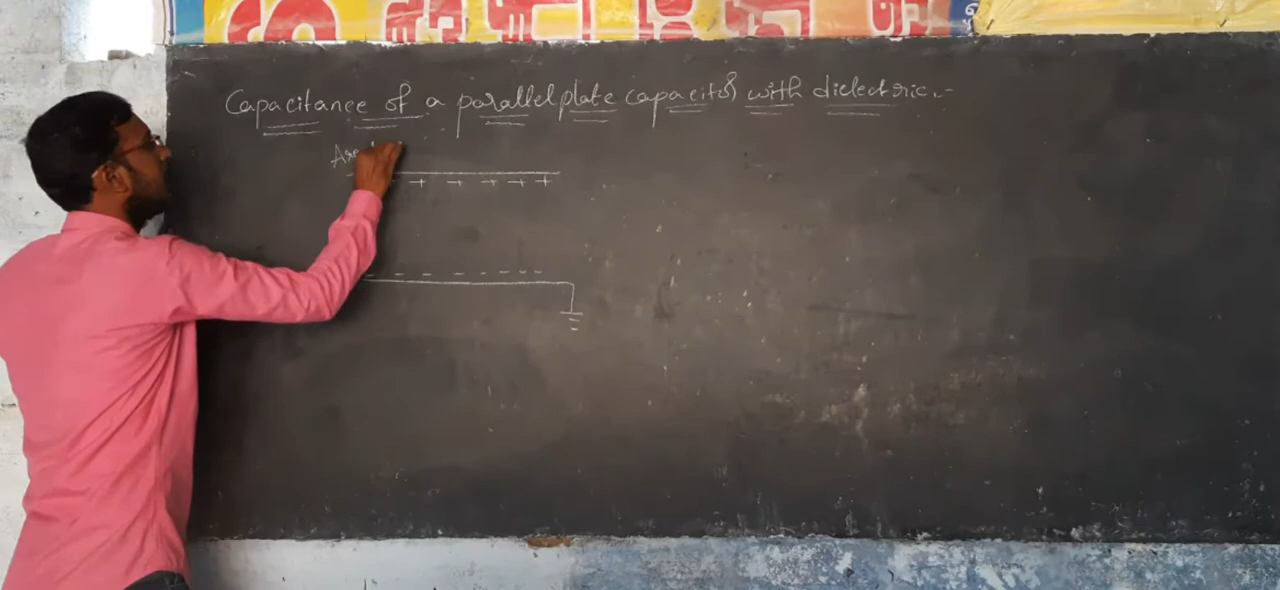 Capacitance of a parallel plate capacitor with dielectric.-
+ + + + +
- - - - - - - -